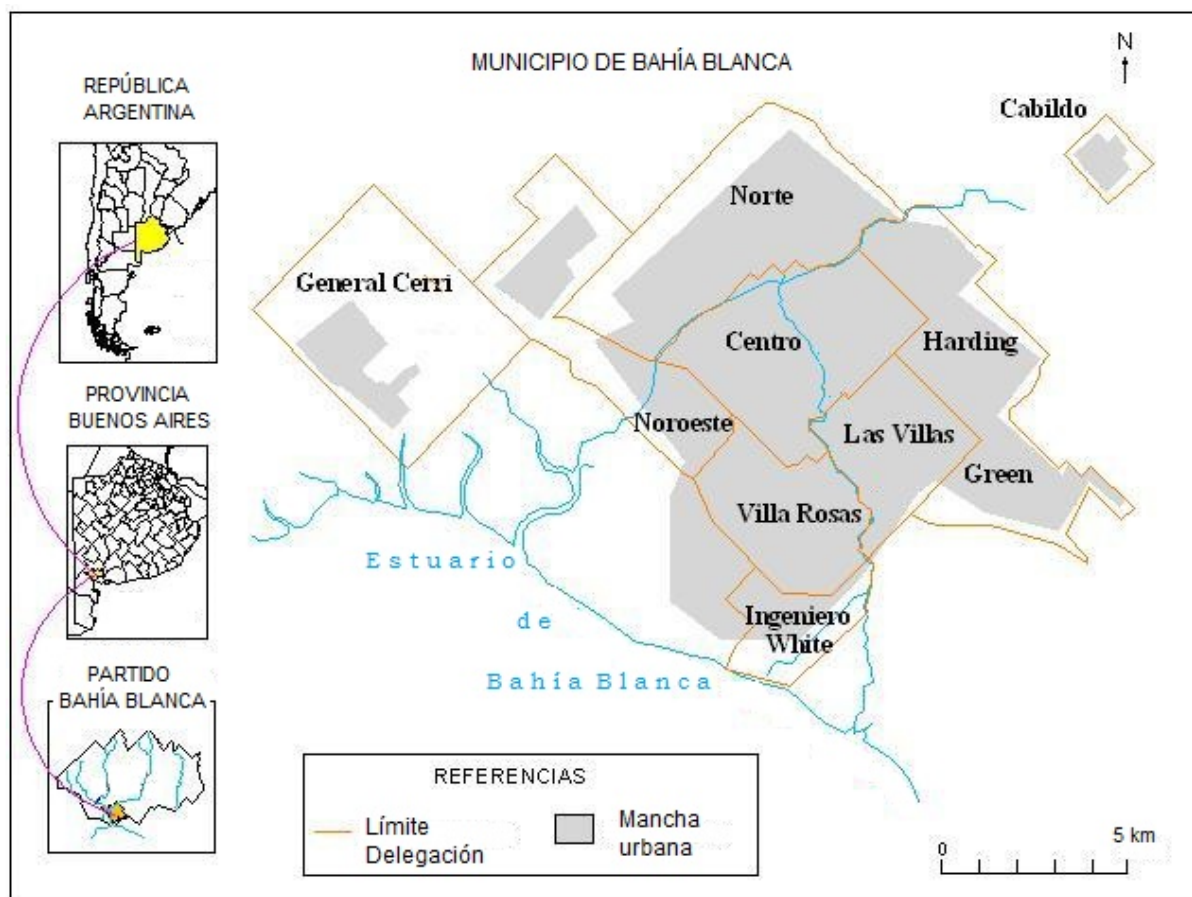 MUNICIPIO DE BAHÍA BLANCA
N
REPÚBLICA
ARGENTINA
PROVINCIA
BUENOS AIRES
PARTIDO
BAHÍA BLANCA
Cabildo
Norte
General Cerri
Centro
Harding
Noroeste
Las Villas
Green
Villa Rosas
Ingeniero
White
Estuario
de
Bahía Blanca
REFERENCIAS
Límite
Delegación
Mancha
urbana
0 5 km